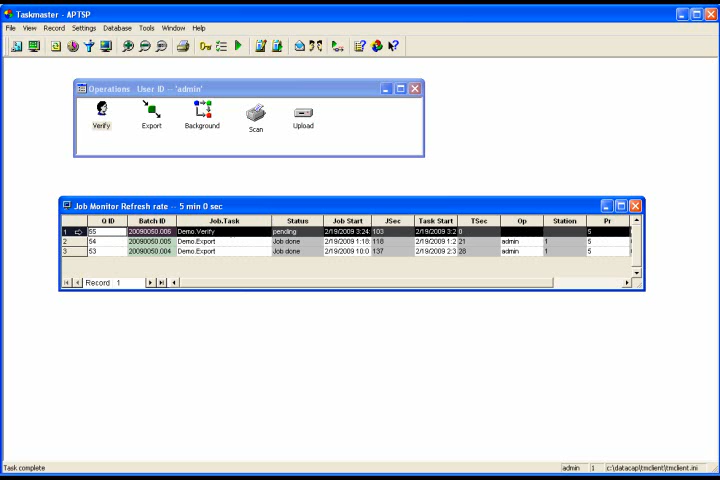 Taskmaster - APTSP
File View Record Settings Database Tools Window Help
Operations User ID -- 'admin'
Verify Export Background Scan Upload
Job Monitor Refresh rate -- 5 min 0 sec
Q ID Batch ID Job.Task Status Job Start JSec Task Start TSec Op Station Pr
1 55 20090050.006 Demo.Verify pending 2/19/2009 3:24: 103 2/19/2009 3:2 0 5
2 54 20090050.005 Demo.Export Job done 2/19/2009 1:18: 118 2/19/2009 1:2 21 admin 1 5
3 53 20090050.004 Demo.Export Job done 2/19/2009 10:0 137 2/19/2009 2:3 28 admin 1 5
Record 1
Task complete admin 1 c:\datacap\tmclient\tmclient.ini